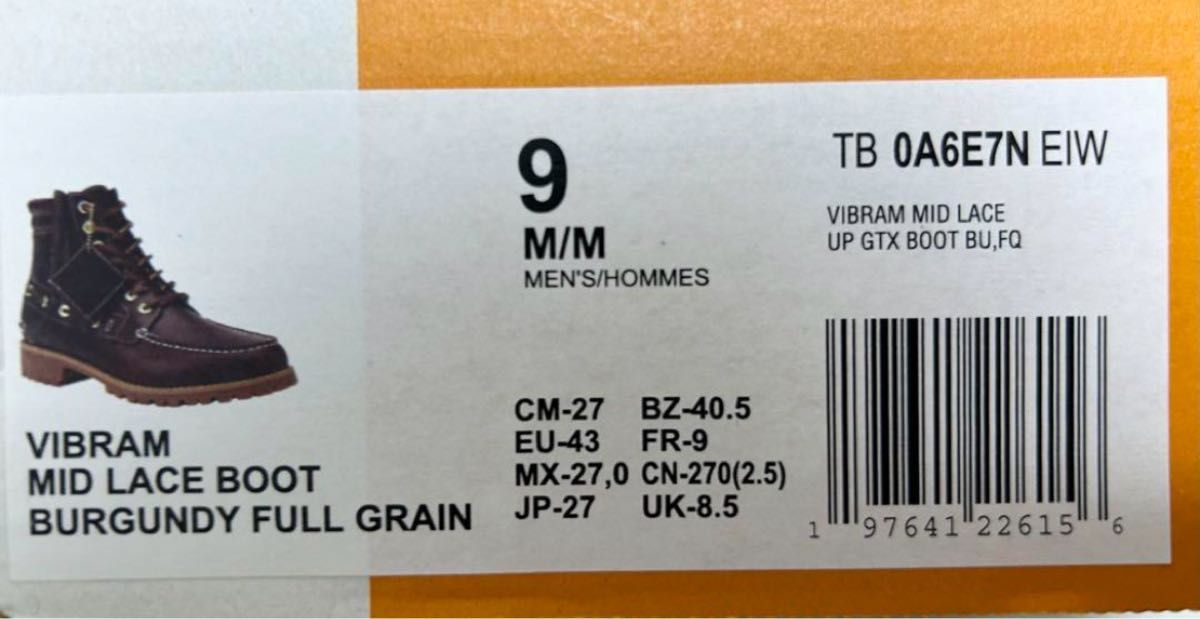 9
M/M
MEN'S/HOMMES
TB 0A6E7N EIW
VIBRAM MID LACE
UP GTX BOOT BU,FQ
VIBRAM
MID LACE BOOT
BURGUNDY FULL GRAIN
CM-27 BZ-40.5
EU-43 FR-9
MX-27,0 CN-270(2.5)
JP-27 UK-8.5
1 97641 22615 6